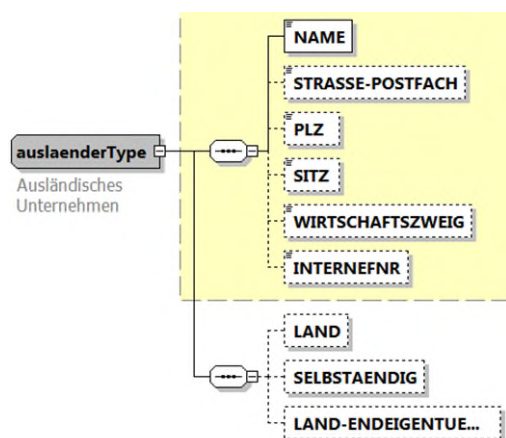 NAME
STRASSE-POSTFACH
PLZ
auslaenderType
Ausländisches
Unternehmen
SITZ
WIRTSCHAFTSZWEIG
INTERNEFNR
LAND
SELBSTAENDIG
LAND-ENDEIGENTUE...